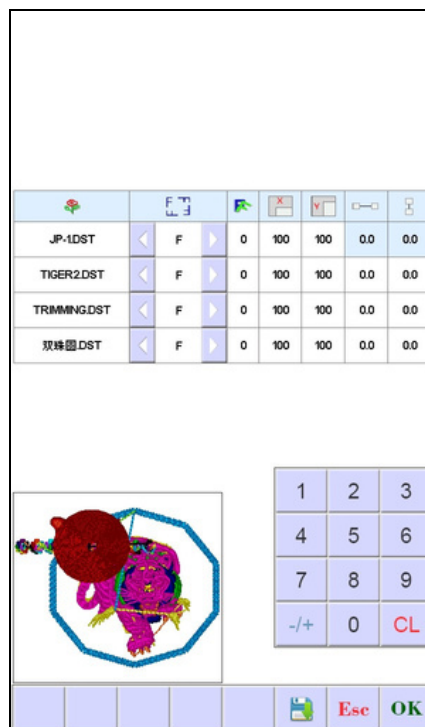 X Y
JP-1.DST F 0 100 100 0.0 0.0
TIGER2.DST F 0 100 100 0.0 0.0
TRIMMING.DST F 0 100 100 0.0 0.0
双珠圆.DST F 0 100 100 0.0 0.0
1 2 3
4 5 6
7 8 9
-/+ 0 CL
Esc OK